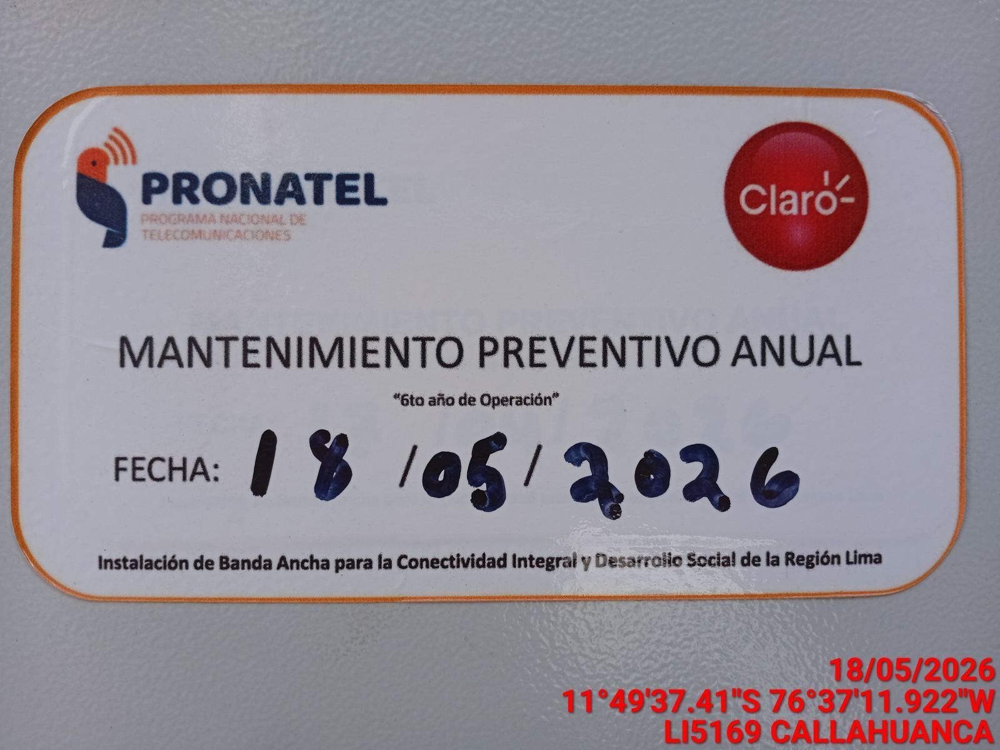 PRONATEL
PROGRAMA NACIONAL DE
TELECOMUNICACIONES
Claro
MANTENIMIENTO PREVENTIVO ANUAL
"6to año de Operación"
FECHA: 18 / 05 / 2026
Instalación de Banda Ancha para la Conectividad Integral y Desarrollo Social de la Región Lima
18/05/2026
11°49'37.41"S 76°37'11.922"W
LI5169 CALLAHUANCA